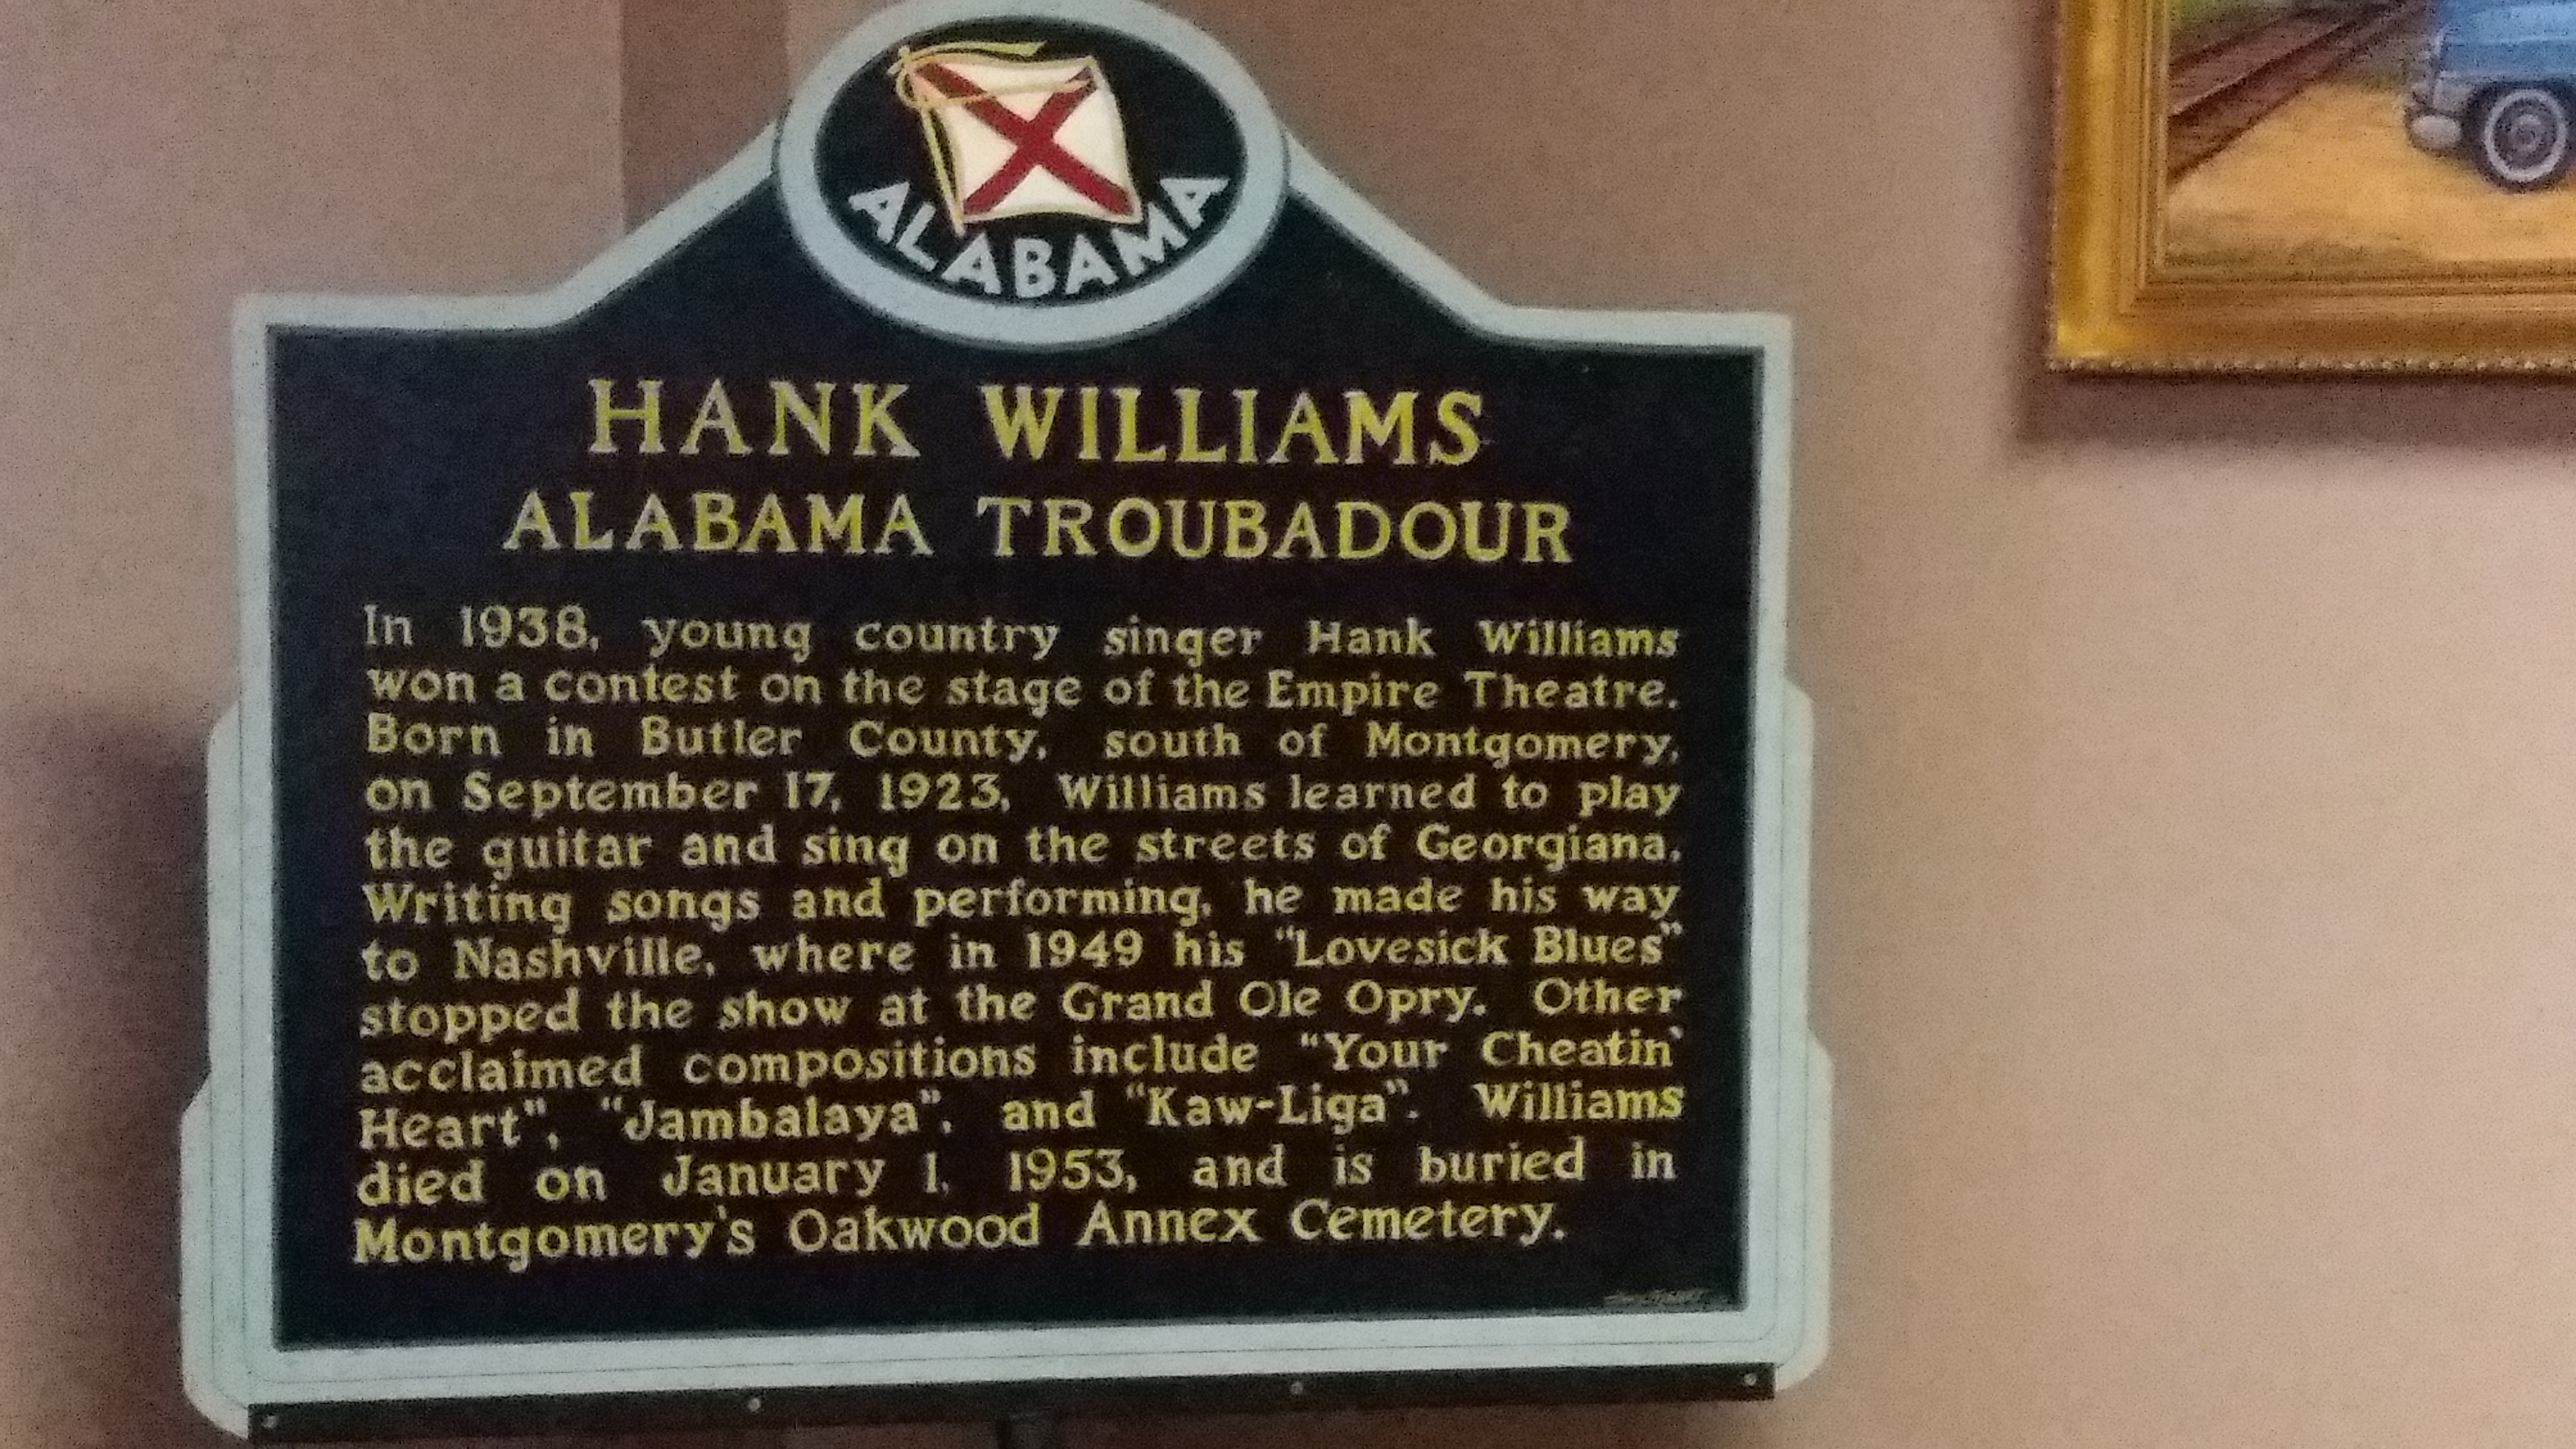 ALABAMA
HANK WILLIAMS
ALABAMA TROUBADOUR
In 1938, young country singer Hank Williams
won a contest on the stage of the Empire Theatre.
Born in Butler County, south of Montgomery,
on September 17, 1923, Williams learned to play
the guitar and sing on the streets of Georgiana.
Writing songs and performing, he made his way
to Nashville, where in 1949 his "Lovesick Blues"
stopped the show at the Grand Ole Opry. Other
acclaimed compositions include "Your Cheatin'
Heart", "Jambalaya", and "Kaw-Liga". Williams
died on January 1, 1953, and is buried in
Montgomery's Oakwood Annex Cemetery.